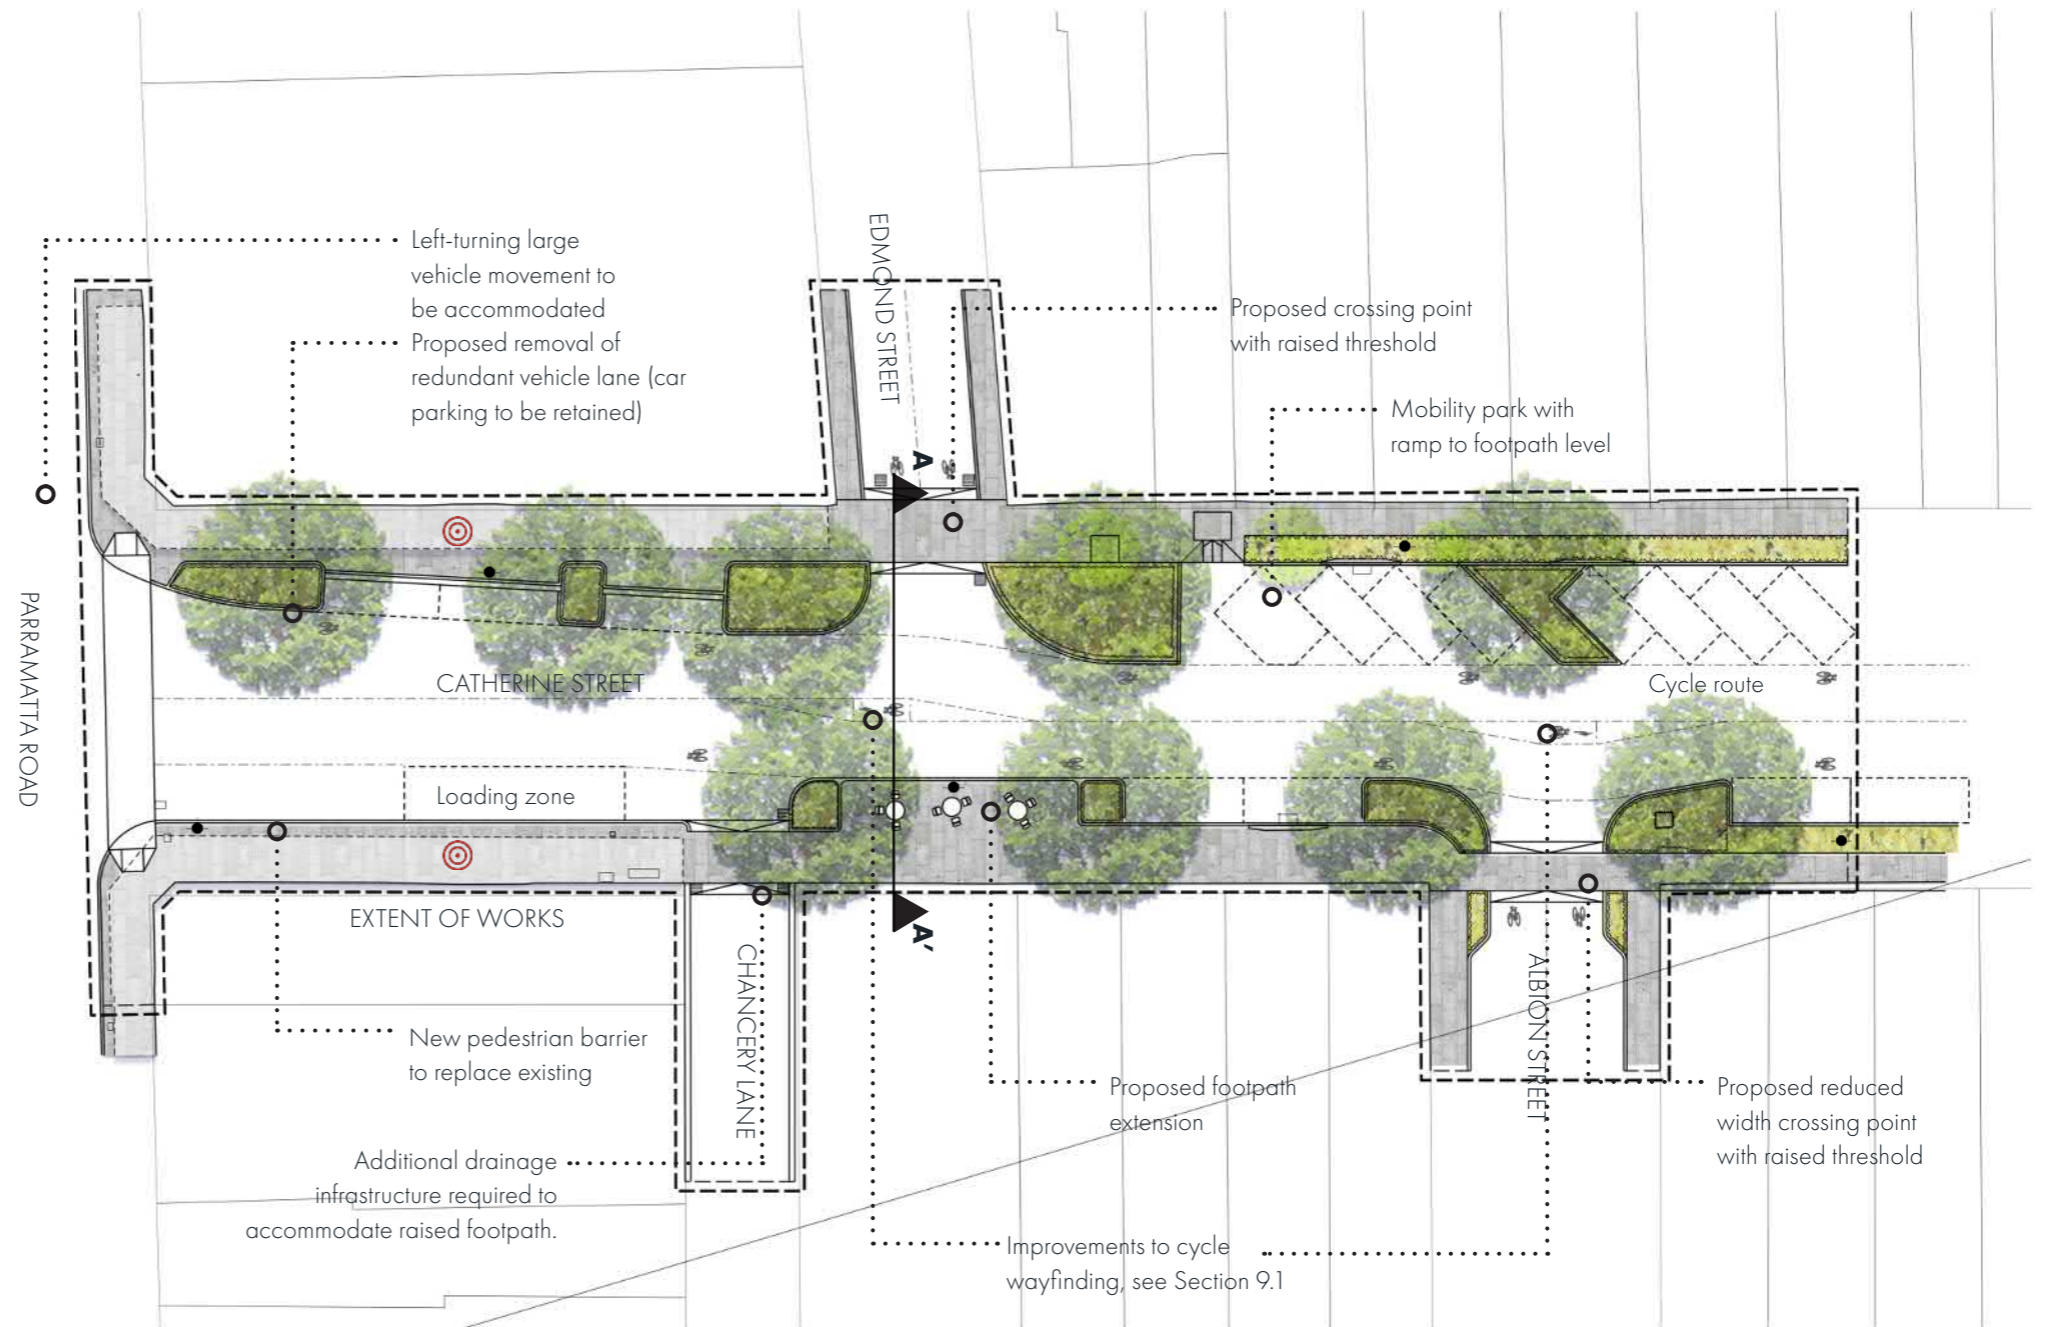 Left-turning large
vehicle movement to
be accommodated
Proposed removal of
redundant vehicle lane (car
parking to be retained)
EDMOND STREET
Proposed crossing point
with raised threshold
Mobility park with
ramp to footpath level
A
PARRAMATTA ROAD
CATHERINE STREET
Cycle route
Loading zone
EXTENT OF WORKS
A'
CHANCERY LANE
ALBION STREET
New pedestrian barrier
to replace existing
Proposed footpath
extension
Proposed reduced
width crossing point
with raised threshold
Additional drainage
infrastructure required to
accommodate raised footpath.
Improvements to cycle
wayfinding, see Section 9.1